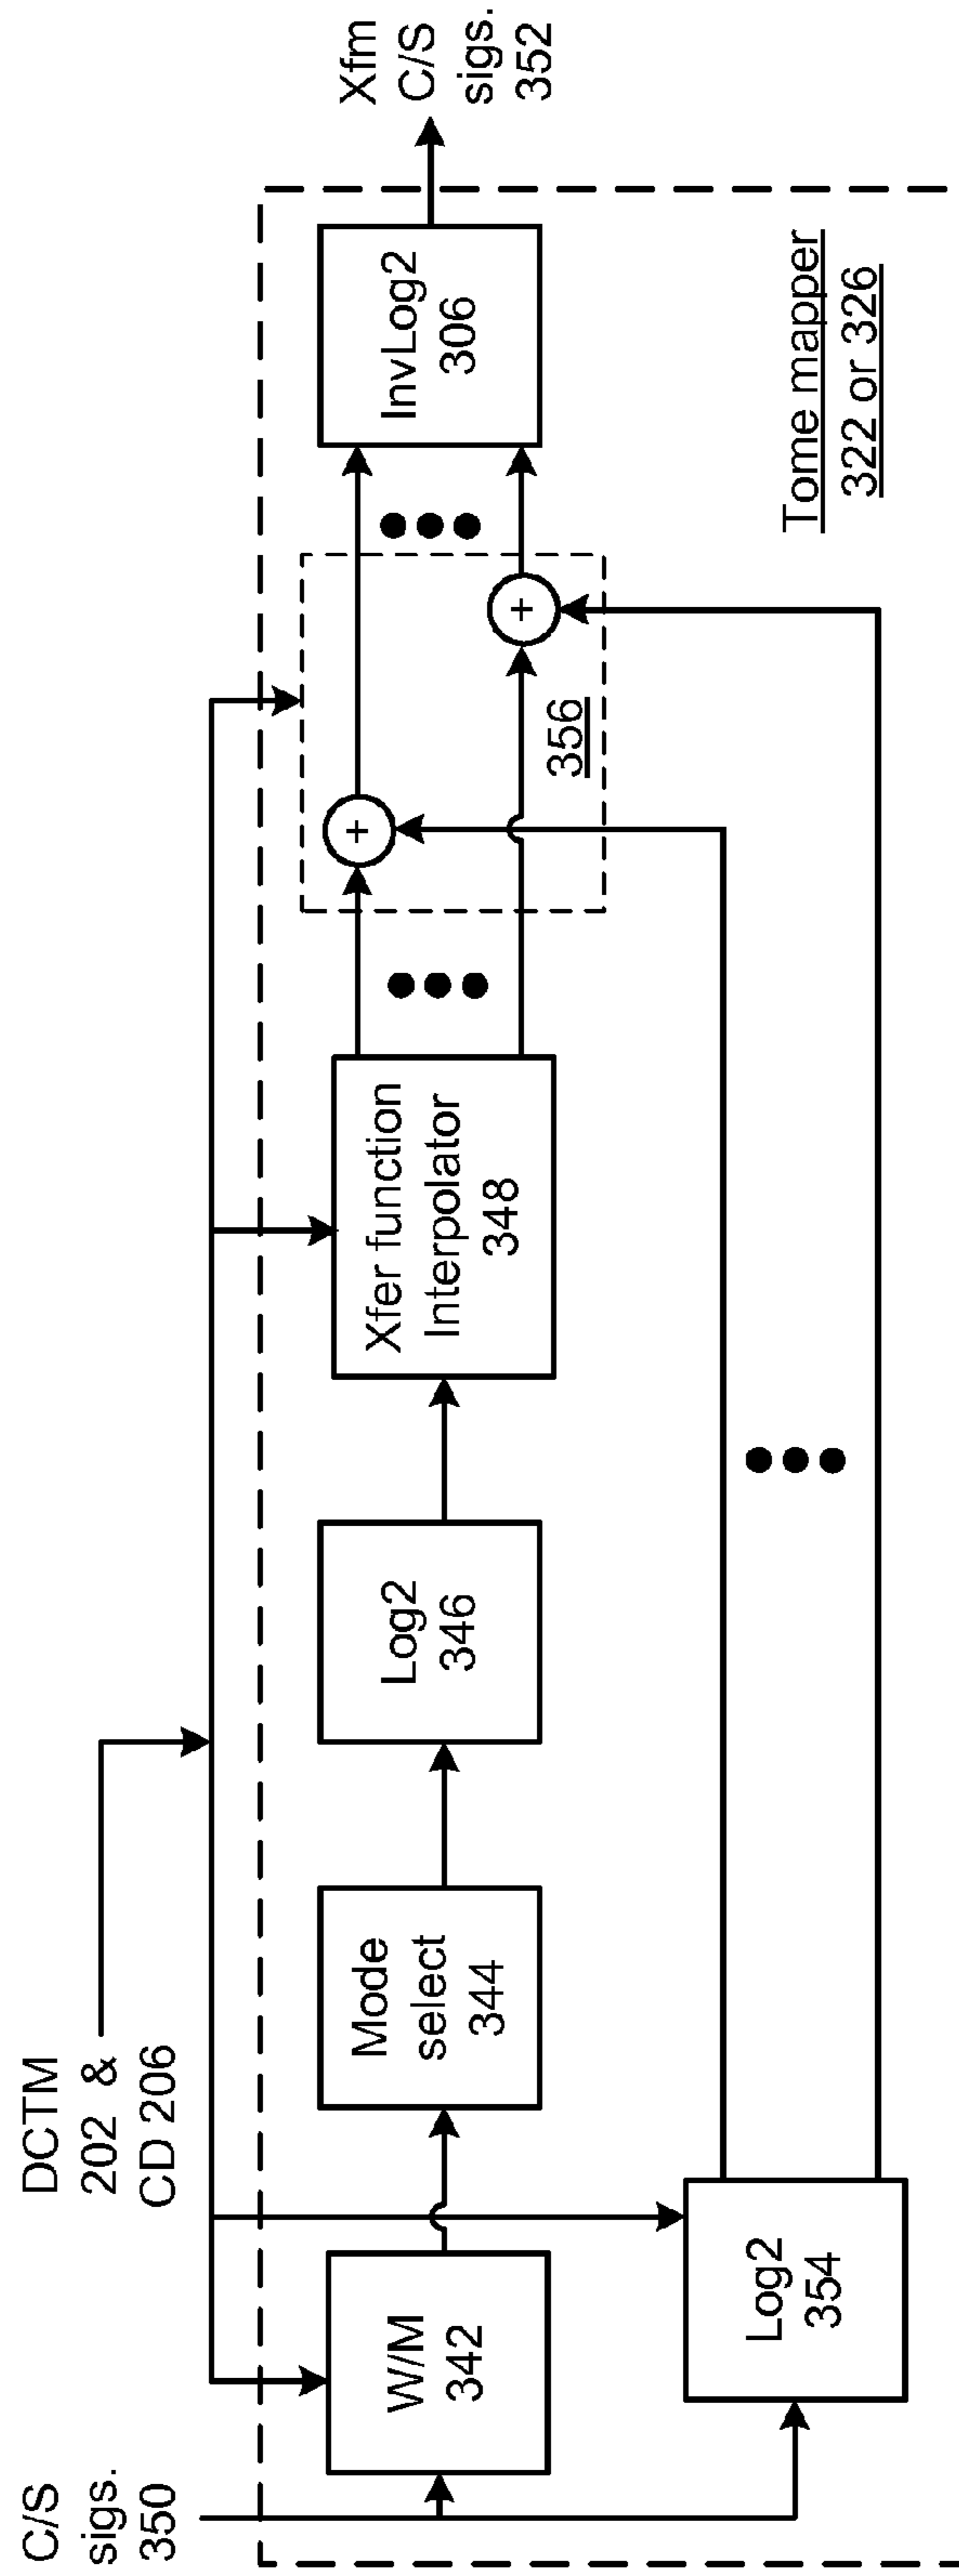 DCTM
202 &
CD 206
C/S
sigs.
350
W/M
342
Mode
select
344
Log2
346
Xfer function
Interpolator
348
+
+
356
InvLog2
306
Xfm
C/S
sigs.
352
Log2
354
Tome mapper
322 or 326